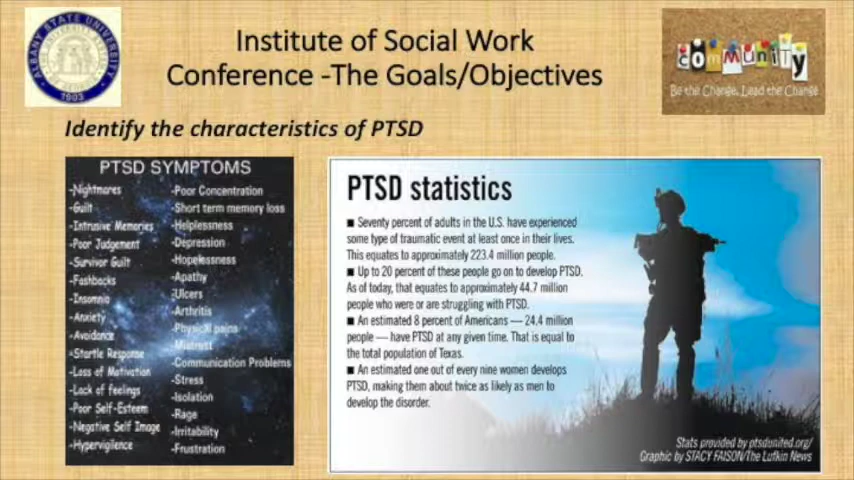 ALBANY STATE UNIVERSITY
1903
Institute of Social Work
Conference -The Goals/Objectives
community
Be the Change, Lead the Change
Identify the characteristics of PTSD
PTSD SYMPTOMS
-Nightmares
-Guilt
-Intrusive Memories
-Poor Judgement
-Survivor Guilt
-Fashbacks
-Insomnia
-Anxiety
-Avoidance
-Startle Response
-Loss of Motivation
-Lack of feelings
-Poor Self-Esteem
-Negative Self Image
-Hypervigilence
-Poor Concentration
-Short term memory loss
-Helplessness
-Depression
-Hopelessness
-Apathy
-Ulcers
-Arthritis
-Physical pains
-Mistrust
-Communication Problems
-Stress
-Isolation
-Rage
-Irritability
-Frustration
PTSD statistics
■ Seventy percent of adults in the U.S. have experienced
some type of traumatic event at least once in their lives.
This equates to approximately 223.4 million people.
■ Up to 20 percent of these people go on to develop PTSD.
As of today, that equates to approximately 44.7 million
people who were or are struggling with PTSD.
■ An estimated 8 percent of Americans — 24.4 million
people — have PTSD at any given time. That is equal to
the total population of Texas.
■ An estimated one out of every nine women develops
PTSD, making them about twice as likely as men to
develop the disorder.
Stats provided by ptsdunited.org/
Graphic by STACY FAISON/The Lufkin News